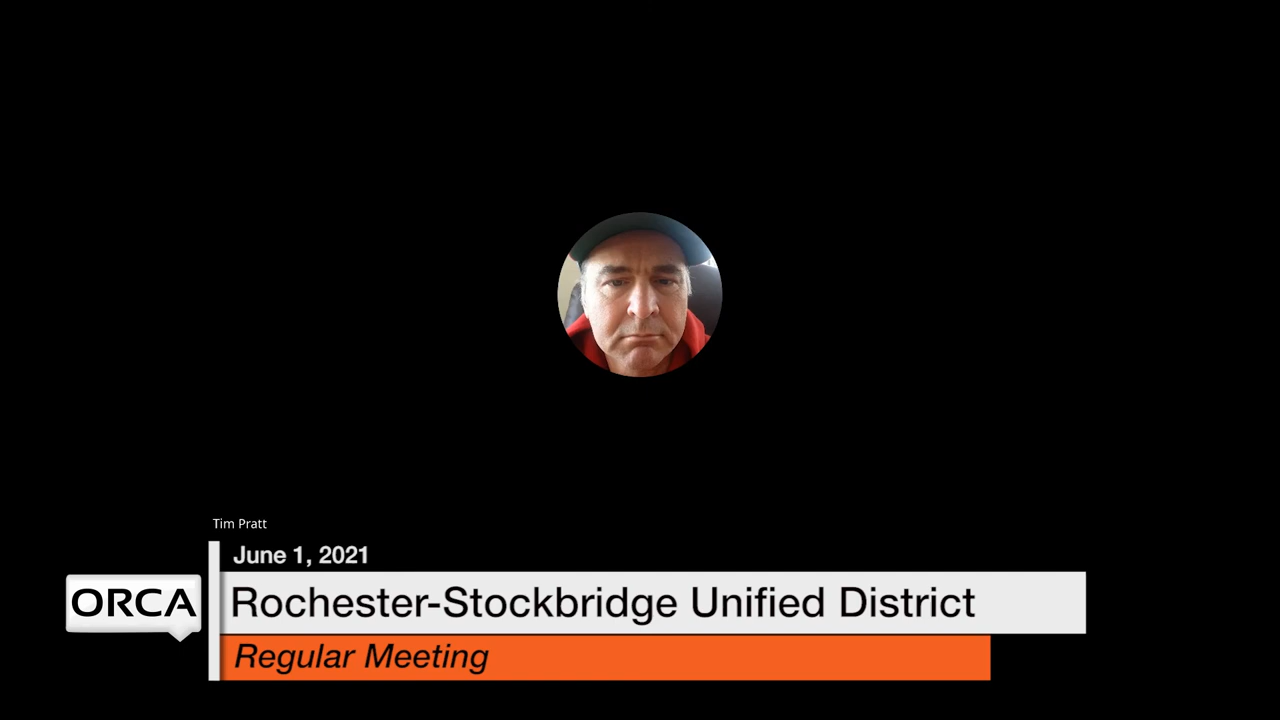 Tim Pratt
June 1, 2021
ORCA
Rochester-Stockbridge Unified District
Regular Meeting